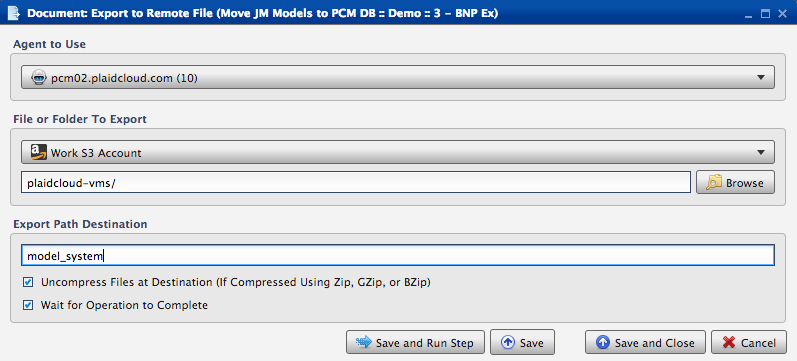 Document: Export to Remote File (Move JM Models to PCM DB :: Demo :: 3 - BNP Ex)
Agent to Use
pcm02.plaidcloud.com (10)
File or Folder To Export
Work S3 Account
plaidcloud-vms/
Browse
Export Path Destination
model_system
Uncompress Files at Destination (If Compressed Using Zip, GZip, or BZip)
Wait for Operation to Complete
Save and Run Step Save Save and Close Cancel